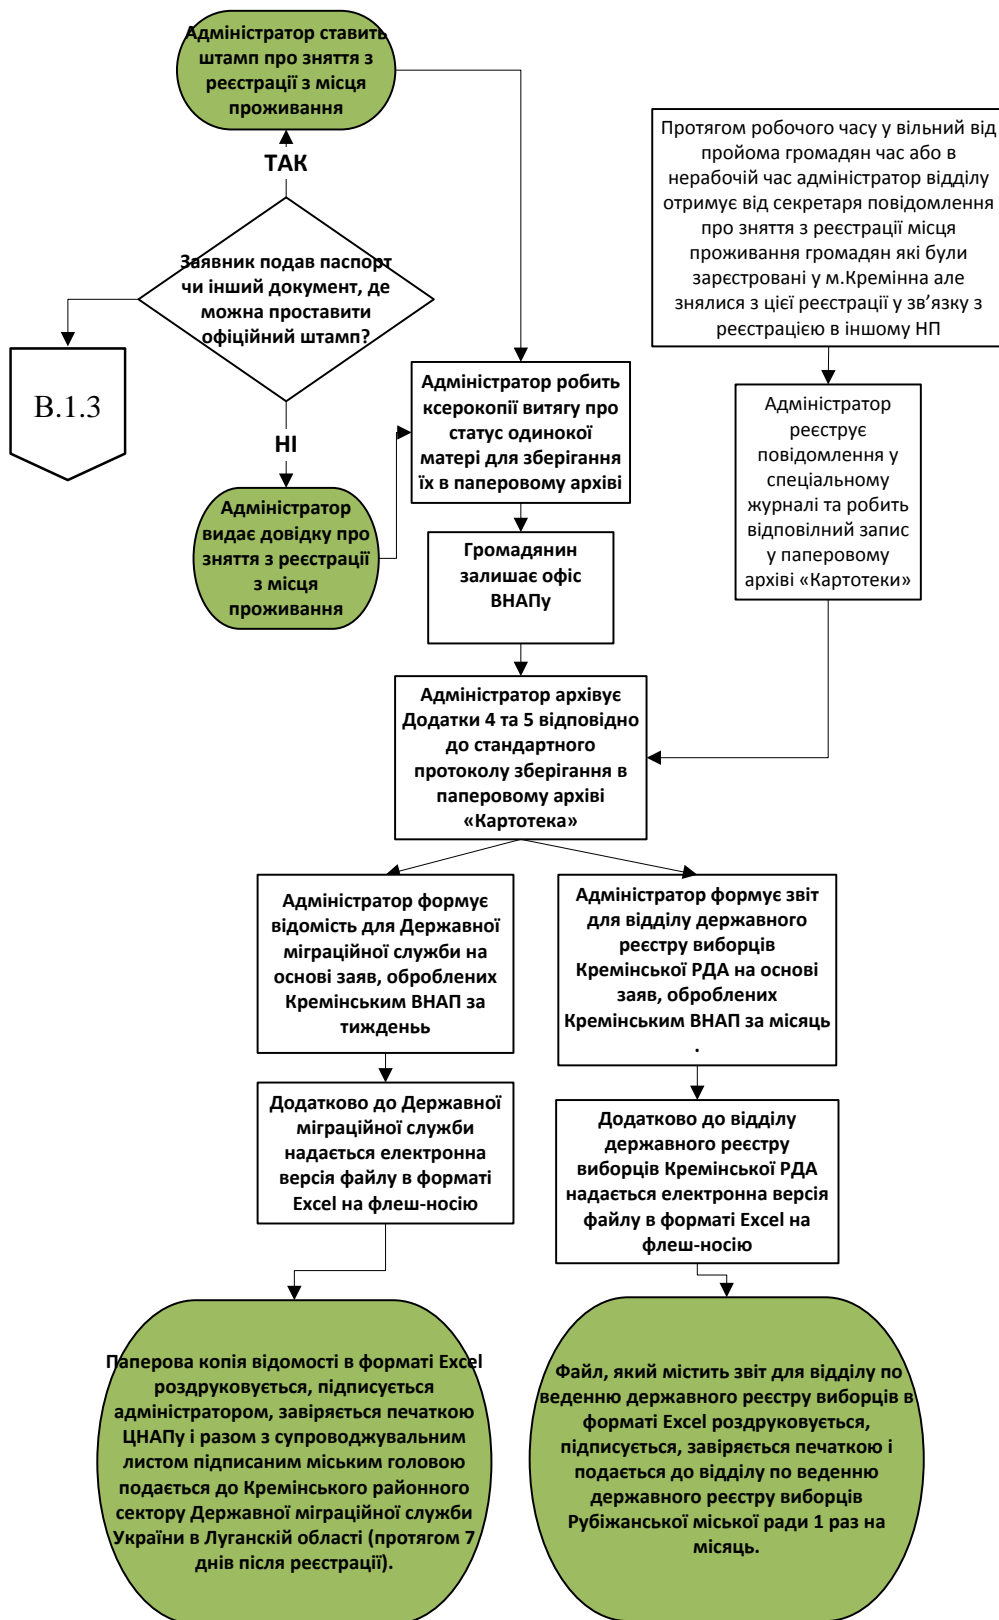 Адміністратор ставить
штамп про зняття з
реєстрації з місця
проживання
ТАК
Заявник подав паспорт
чи інший документ, де
можна проставити
офіційний штамп?
В.1.3
НІ
Адміністратор
видає довідку про
зняття з реєстрації
з місця
проживання
Адміністратор робить
ксерокопії витягу про
статус одинокої
матері для зберігання
їх в паперовому архіві
Громадянин
залишає офіс
ВНАПу
Протягом робочого часу у вільний від
пройома громадян час або в
нерабочій час адміністратор відділу
отримує від секретаря повідомлення
про зняття з реєстрації місця
проживання громадян які були
зарєстровані у м.Кремінна але
знялися з цієї реєстрації у зв’язку з
реєстрацією в іншому НП
Адміністратор
реєструє
повідомлення у
спеціальному
журналі та робить
відповілний запис
у паперовому
архіві «Картотеки»
Адміністратор архівує
Додатки 4 та 5 відповідно
до стандартного
протоколу зберігання в
паперовому архіві
«Картотека»
Адміністратор формує
відомість для Державної
міграційної служби на
основі заяв, оброблених
Кремінським ВНАП за
тижденьь
Адміністратор формує звіт
для відділу державного
реєстру виборців
Кремінської РДА на основі
заяв, оброблених
Кремінським ВНАП за місяць
.
Додатково до Державної
міграційної служби
надається електронна
версія файлу в форматі
Excel на флеш-носію
Додатково до відділу
державного реєстру
виборців Кремінської РДА
надається електронна версія
файлу в форматі Excel на
флеш-носію
Паперова копія відомості в форматі Excel
роздруковується, підписується
адміністратором, завіряється печаткою
ЦНАПу і разом з супроводжувальним
листом підписаним міським головою
подається до Кремінського районного
сектору Державної міграційної служби
України в Луганскій області (протягом 7
днів після реєстрації).
Файл, який містить звіт для відділу по
веденню державного реєстру виборців в
форматі Excel роздруковується,
підписується, завіряється печаткою і
подається до відділу по веденню
державного реєстру виборців
Рубіжанської міської ради 1 раз на
місяць.